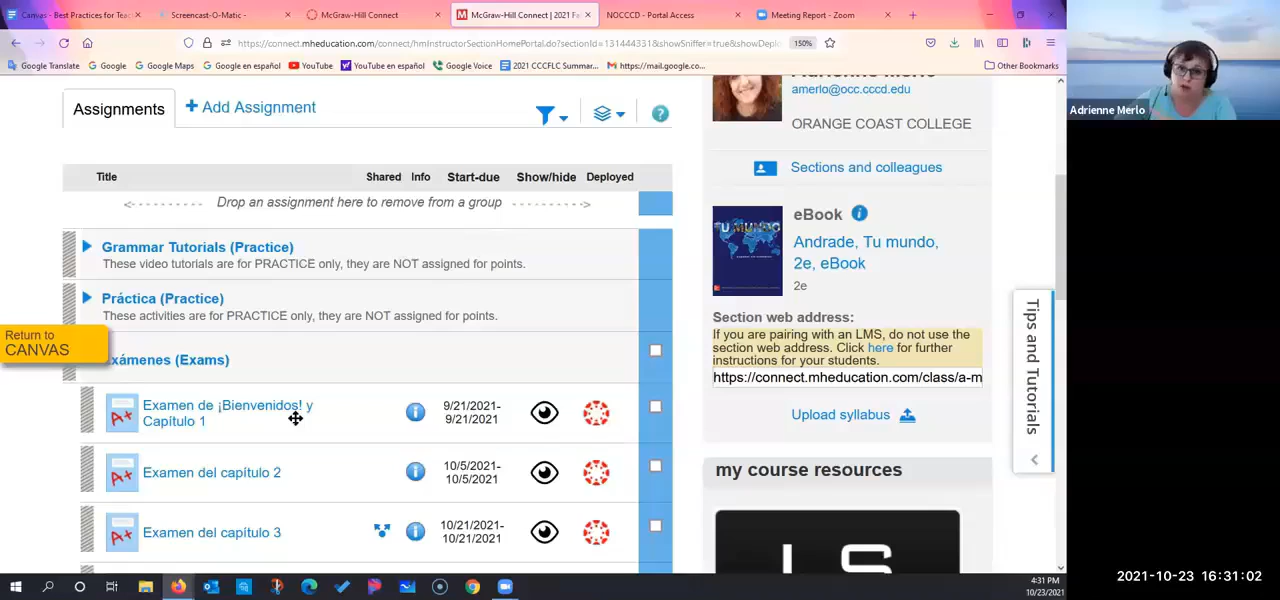 Canvas - Best Practices for Teac
Screencast-O-Matic -
McGraw-Hill Connect
McGraw-Hill Connect | 2021 F
NOCCCD - Portal.Access
Meeting Report - Zoom
https://connect.mheducation.com/connect/hmInstructorSectionHomePortal.do?sectionId=131444331&showSniffer=true&showDeplo
150%
Google Translate
Google
Google Maps
Google en español
YouTube
YouTube en español
Google Voice
2021 CCCFLC Summar...
https://mail.google.co...
Other Bookmarks
Assignments
Add Assignment
Title
Shared
Info
Start-due
Show/hide
Deployed
Drop an assignment here to remove from a group
Grammar Tutorials (Practice)
These video tutorials are for PRACTICE only, they are NOT assigned for points.
Práctica (Practice)
These activities are for PRACTICE only, they are NOT assigned for points.
Return to
CANVAS
xámenes (Exams)
A+
Examen de ¡Bienvenidos! y
Capítulo 1
9/21/2021-
9/21/2021
A+
Examen del capítulo 2
10/5/2021-
10/5/2021
A+
Examen del capítulo 3
10/21/2021-
10/21/2021
Adrienne Merlo
amerlo@occ.cccd.edu
ORANGE COAST COLLEGE
Sections and colleagues
TU MUNDO
eBook
Andrade, Tu mundo,
2e, eBook
2e
Section web address:
If you are pairing with an LMS, do not use the
section web address. Click here for further
instructions for your students.
https://connect.mheducation.com/class/a-m
Upload syllabus
my course resources
LS
Tips and Tutorials
Adrienne Merlo
4:31 PM
10/23/2021
2021-10-23 16:31:02